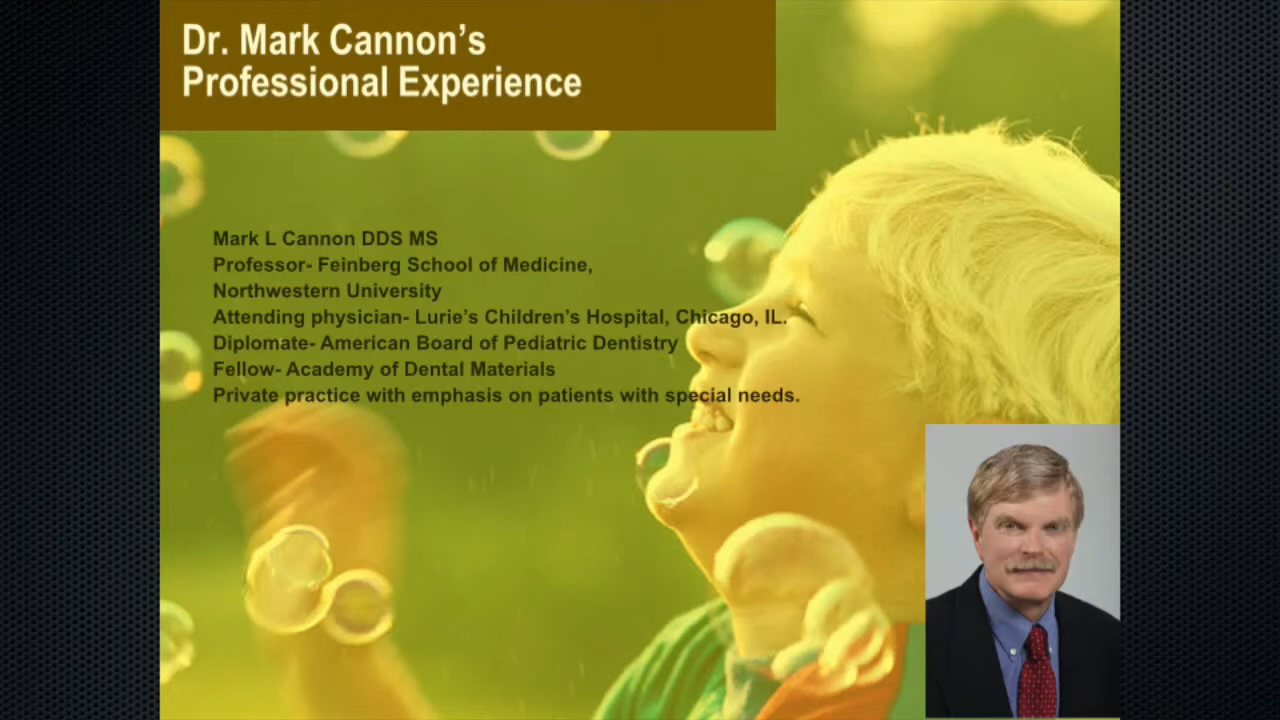 Dr. Mark Cannon’s
Professional Experience
Mark L Cannon DDS MS
Professor- Feinberg School of Medicine,
Northwestern University
Attending physician- Lurie’s Children’s Hospital, Chicago, IL.
Diplomate- American Board of Pediatric Dentistry
Fellow- Academy of Dental Materials
Private practice with emphasis on patients with special needs.